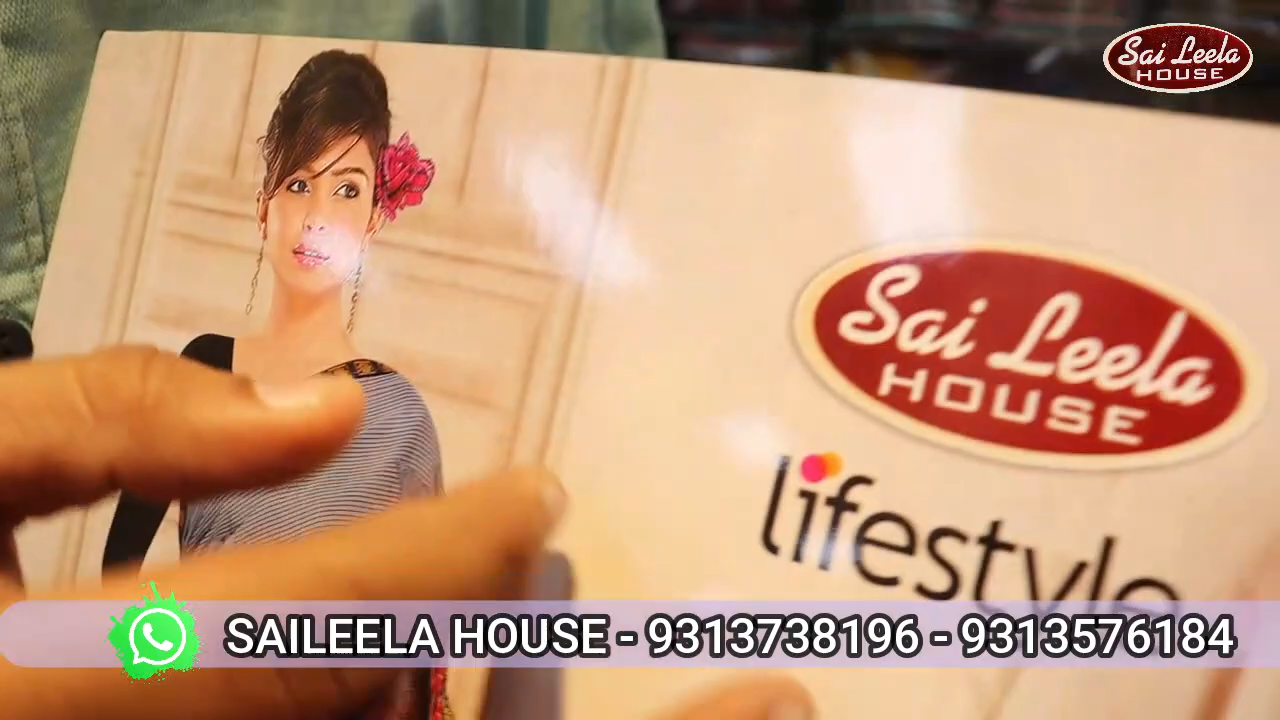 Sai Leela
HOUSE
Sai Leela
HOUSE
lifestyle
SAILEELA HOUSE - 9313738196 - 9313576184